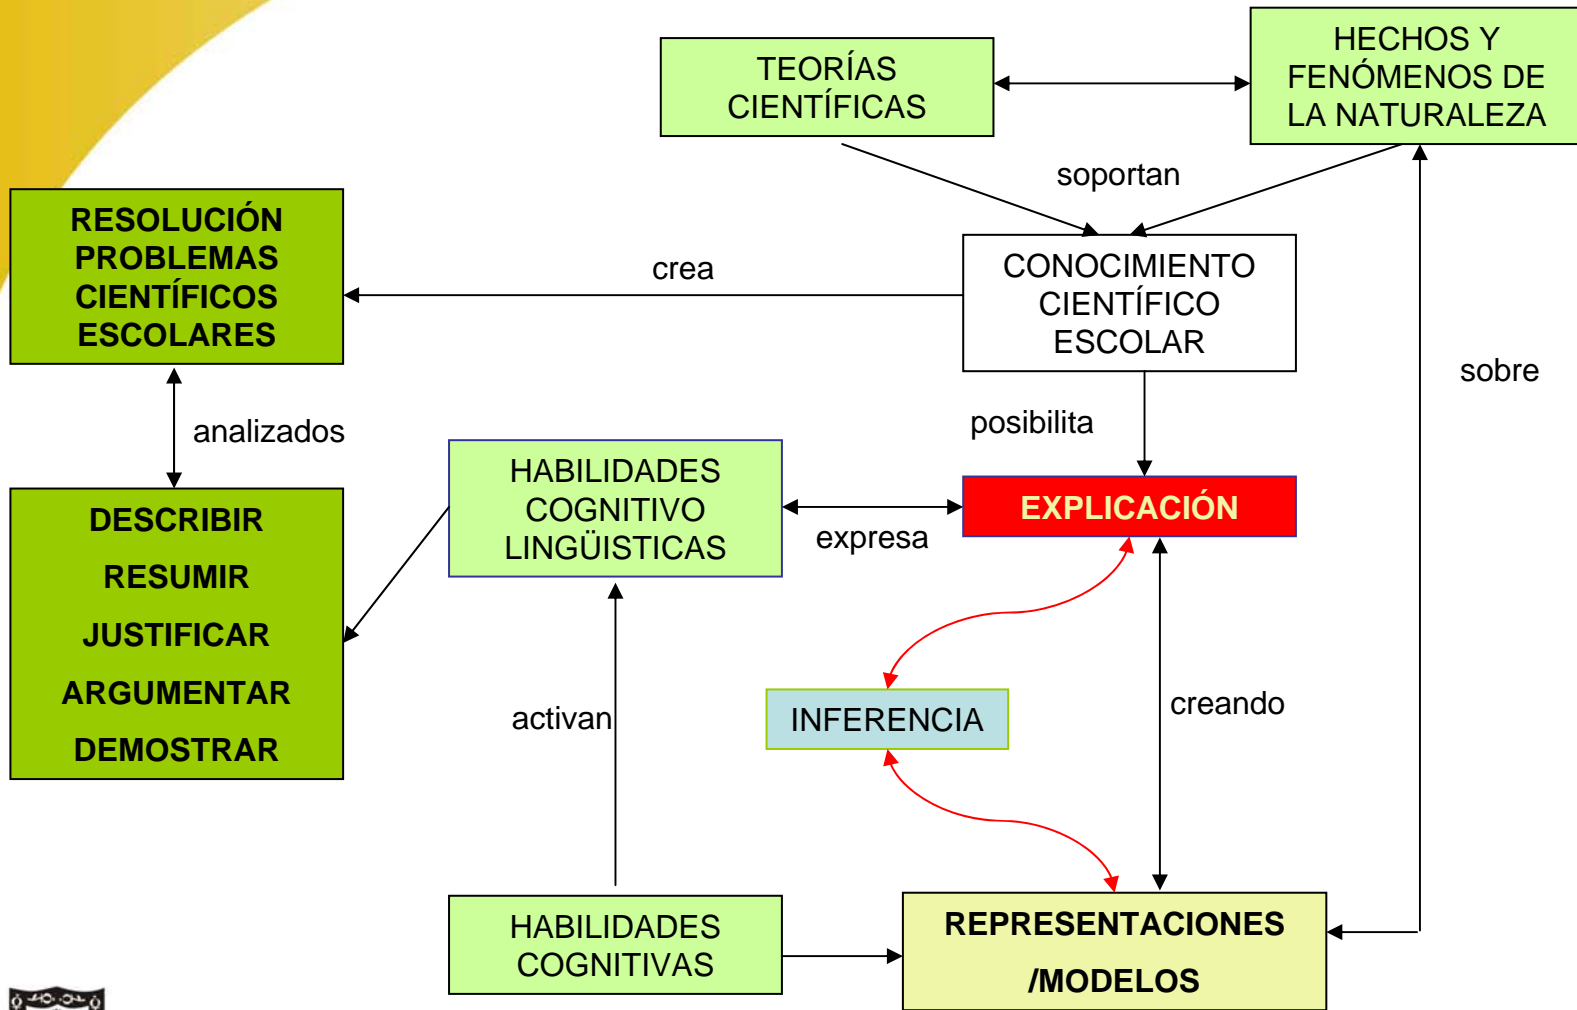 TEORÍAS
CIENTÍFICAS
HECHOS Y
FENÓMENOS DE
LA NATURALEZA
soportan
RESOLUCIÓN
PROBLEMAS
CIENTÍFICOS
ESCOLARES
crea
CONOCIMIENTO
CIENTÍFICO
ESCOLAR
sobre
analizados
posibilita
HABILIDADES
COGNITIVO
LINGÜISTICAS
expresa
EXPLICACIÓN
DESCRIBIR
RESUMIR
JUSTIFICAR
ARGUMENTAR
DEMOSTRAR
activan
INFERENCIA
creando
HABILIDADES
COGNITIVAS
REPRESENTACIONES
/MODELOS